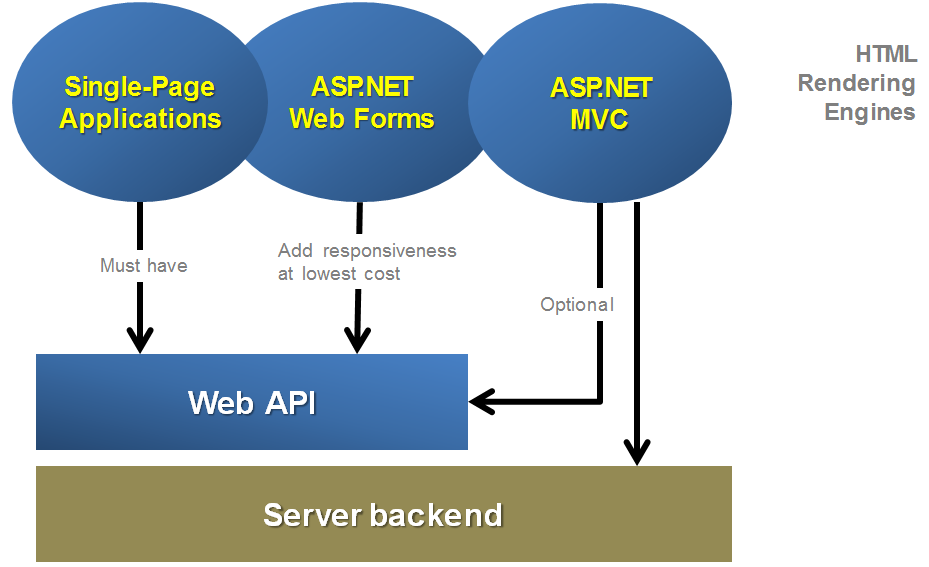 Single-Page
Applications
ASP.NET
Web Forms
ASP.NET
MVC
HTML
Rendering
Engines
Must have
Add responsiveness
at lowest cost
Optional
Web API
Server backend